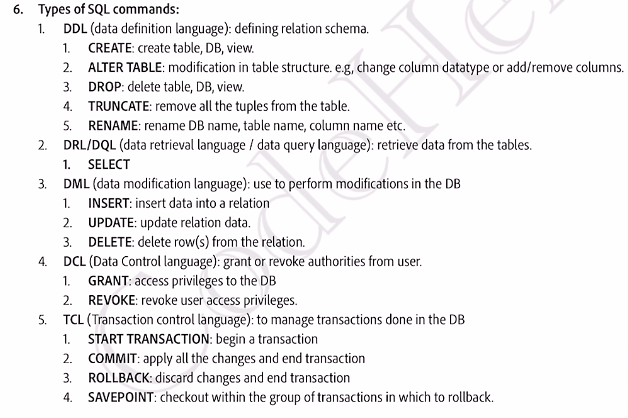 6. Types of SQL commands:
1. DDL (data definition language): defining relation schema.
1. CREATE: create table, DB, view.
2. ALTER TABLE: modification in table structure. e.g, change column datatype or add/remove columns.
3. DROP: delete table, DB, view.
4. TRUNCATE: remove all the tuples from the table.
5. RENAME: rename DB name, table name, column name etc.
2. DRL/DQL (data retrieval language / data query language): retrieve data from the tables.
1. SELECT
3. DML (data modification language): use to perform modifications in the DB
1. INSERT: insert data into a relation
2. UPDATE: update relation data.
3. DELETE: delete row(s) from the relation.
4. DCL (Data Control language): grant or revoke authorities from user.
1. GRANT: access privileges to the DB
2. REVOKE: revoke user access privileges.
5. TCL (Transaction control language): to manage transactions done in the DB
1. START TRANSACTION: begin a transaction
2. COMMIT: apply all the changes and end transaction
3. ROLLBACK: discard changes and end transaction
4. SAVEPOINT: checkout within the group of transactions in which to rollback.
CodeHe